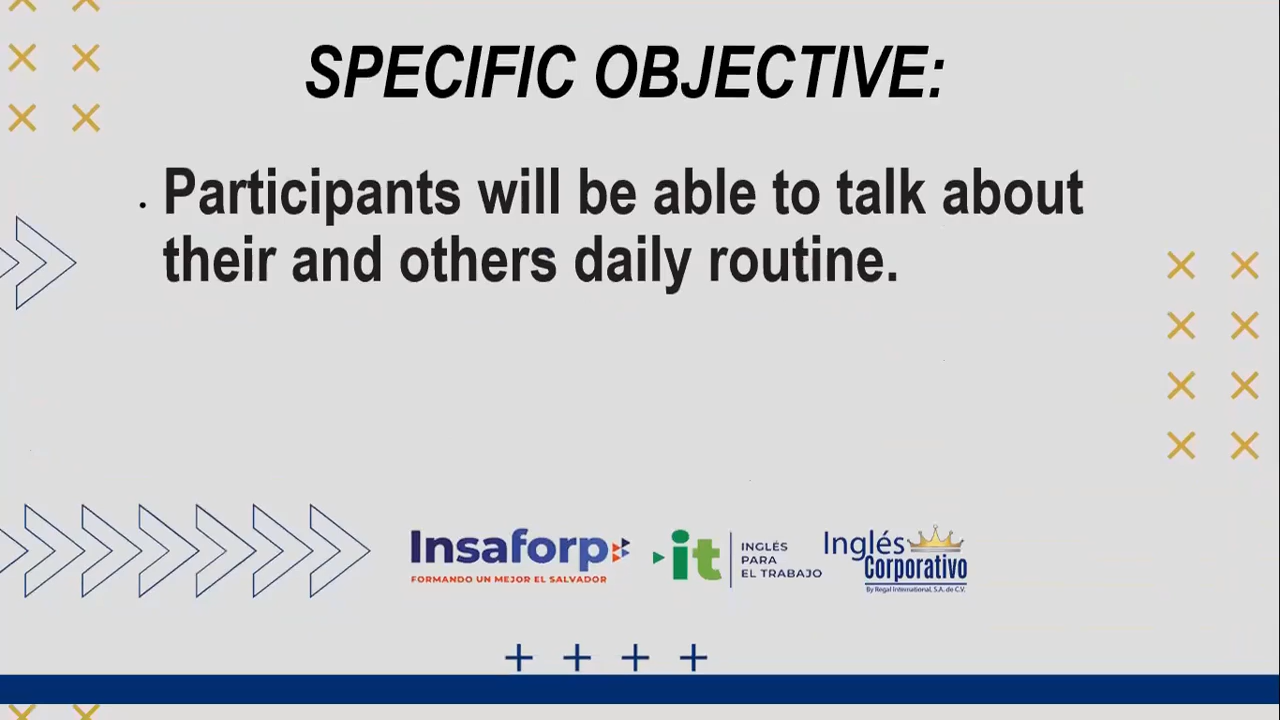 SPECIFIC OBJECTIVE:
. Participants will be able to talk about
their and others daily routine.
Insaforp
FORMANDO UN MEJOR EL SALVADOR
it
INGLÉS
PARA
EL TRABAJO
Inglés
Corporativo
By Regal International, S.A. de C.V.